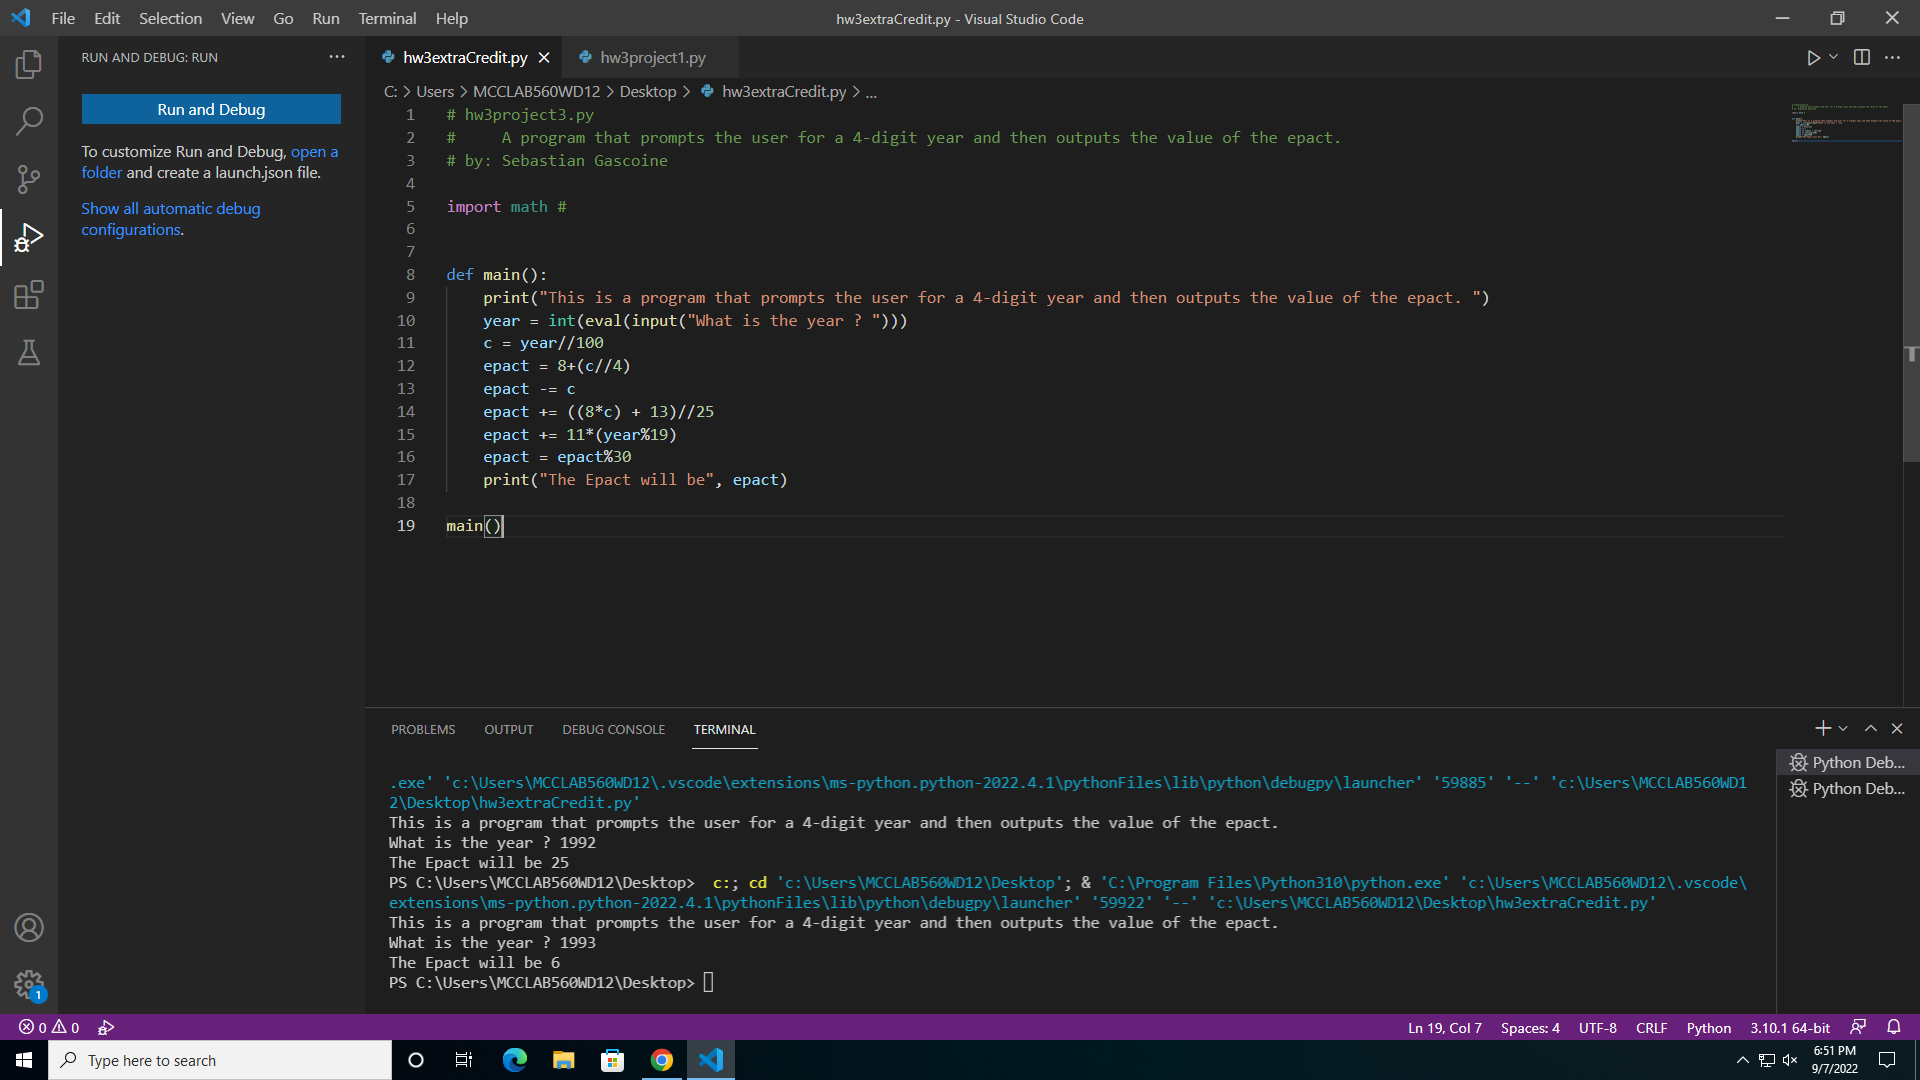 File Edit Selection View Go Run Terminal Help
hw3extraCredit.py - Visual Studio Code
RUN AND DEBUG: RUN
Run and Debug
To customize Run and Debug, open a
folder and create a launch.json file.
Show all automatic debug
configurations.
hw3extraCredit.py
hw3project1.py
C: > Users > MCCLAB560WD12 > Desktop > hw3extraCredit.py > ...
1 # hw3project3.py
2 #     A program that prompts the user for a 4-digit year and then outputs the value of the epact.
3 # by: Sebastian Gascoine
4
5 import math #
6
7
8 def main():
9     print("This is a program that prompts the user for a 4-digit year and then outputs the value of the epact. ")
10     year = int(eval(input("What is the year ? ")))
11     c = year//100
12     epact = 8+(c//4)
13     epact -= c
14     epact += ((8*c) + 13)//25
15     epact += 11*(year%19)
16     epact = epact%30
17     print("The Epact will be", epact)
18
19 main()
PROBLEMS OUTPUT DEBUG CONSOLE TERMINAL
.exe' 'c:\Users\MCCLAB560WD12\.vscode\extensions\ms-python.python-2022.4.1\pythonFiles\lib\python\debugpy\launcher' '59885' '--' 'c:\Users\MCCLAB560WD1
2\Desktop\hw3extraCredit.py'
This is a program that prompts the user for a 4-digit year and then outputs the value of the epact.
What is the year ? 1992
The Epact will be 25
PS C:\Users\MCCLAB560WD12\Desktop>  c:; cd 'c:\Users\MCCLAB560WD12\Desktop'; & 'C:\Program Files\Python310\python.exe' 'c:\Users\MCCLAB560WD12\.vscode\
extensions\ms-python.python-2022.4.1\pythonFiles\lib\python\debugpy\launcher' '59922' '--' 'c:\Users\MCCLAB560WD12\Desktop\hw3extraCredit.py'
This is a program that prompts the user for a 4-digit year and then outputs the value of the epact.
What is the year ? 1993
The Epact will be 6
PS C:\Users\MCCLAB560WD12\Desktop>
Python Deb...
Python Deb...
1
0 0
Ln 19, Col 7 Spaces: 4 UTF-8 CRLF Python 3.10.1 64-bit
Type here to search
6:51 PM
9/7/2022